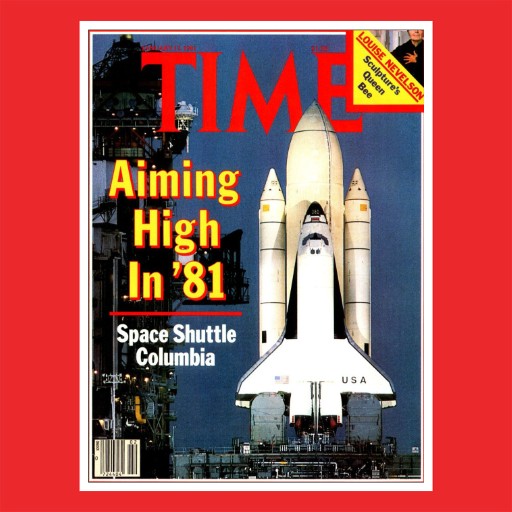 TIME
LOUISE NEVELSON
Sculpture's
Queen
Bee
Aiming
High
In '81
Space Shuttle
Columbia
USA